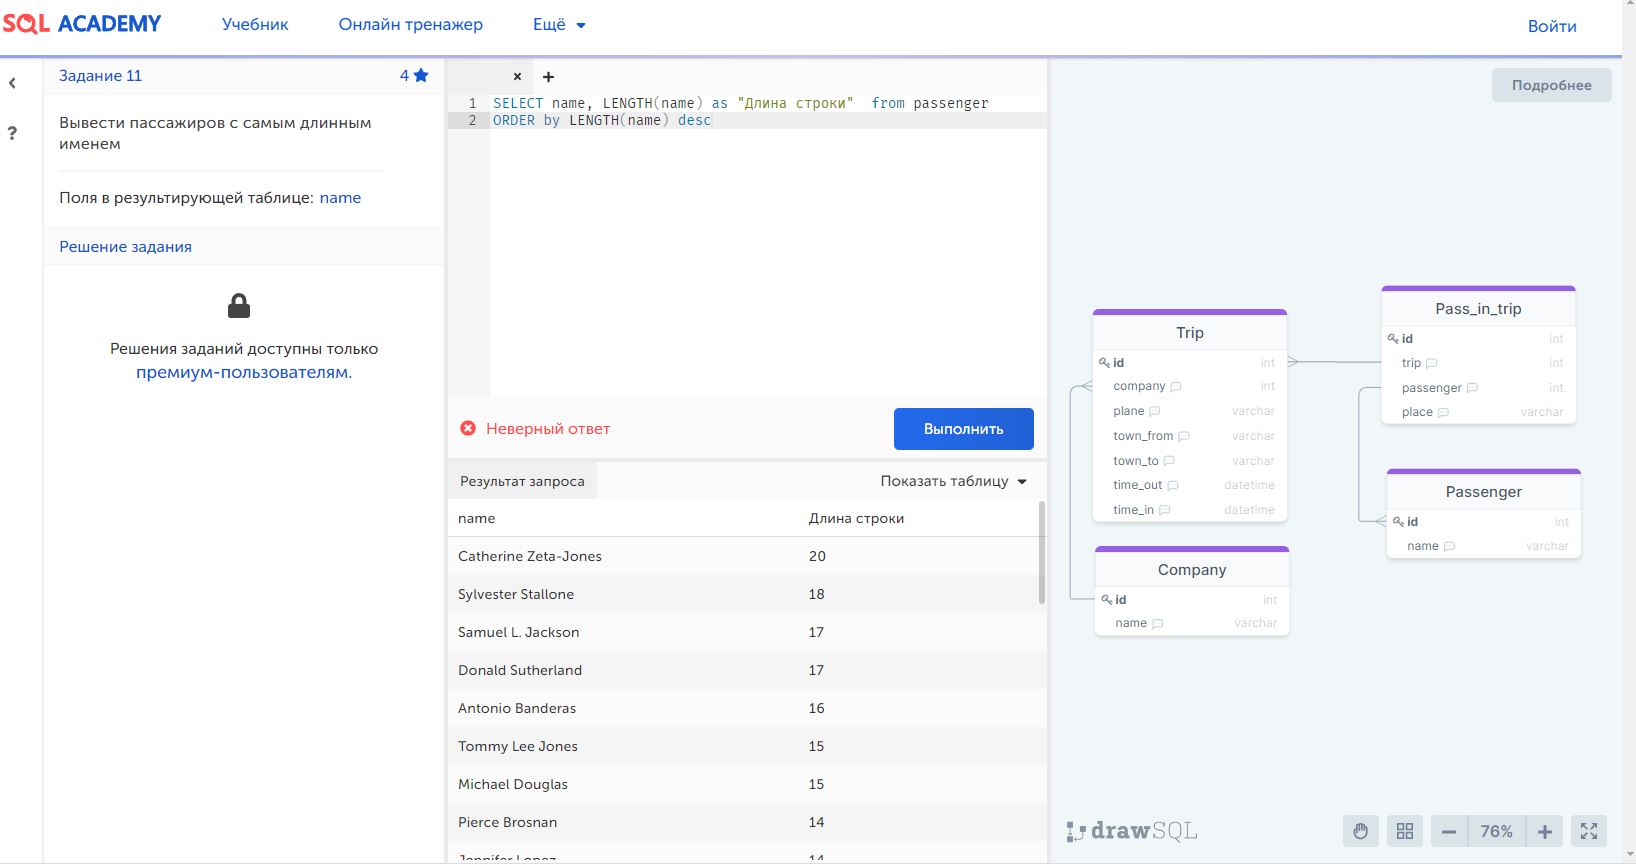 SQL ACADEMY
Учебник
Онлайн тренажер
Ещё
Войти
Задание 11
4
Вывести пассажиров с самым длинным
именем
Поля в результирующей таблице: name
Решение задания
Решения заданий доступны только
премиум-пользователям.
× +
1 SELECT name, LENGTH(name) as "Длина строки"  from passenger
2 ORDER by LENGTH(name) desc
Неверный ответ
Выполнить
Результат запроса
Показать таблицу
name Длина строки
Catherine Zeta-Jones 20
Sylvester Stallone 18
Samuel L. Jackson 17
Donald Sutherland 17
Antonio Banderas 16
Tommy Lee Jones 15
Michael Douglas 15
Pierce Brosnan 14
Jennifer Lopez 14
Подробнее
Trip
id int
company int
plane varchar
town_from varchar
town_to varchar
time_out datetime
time_in datetime
Company
id int
name varchar
Pass_in_trip
id int
trip int
passenger int
place varchar
Passenger
id int
name varchar
drawSQL
76%